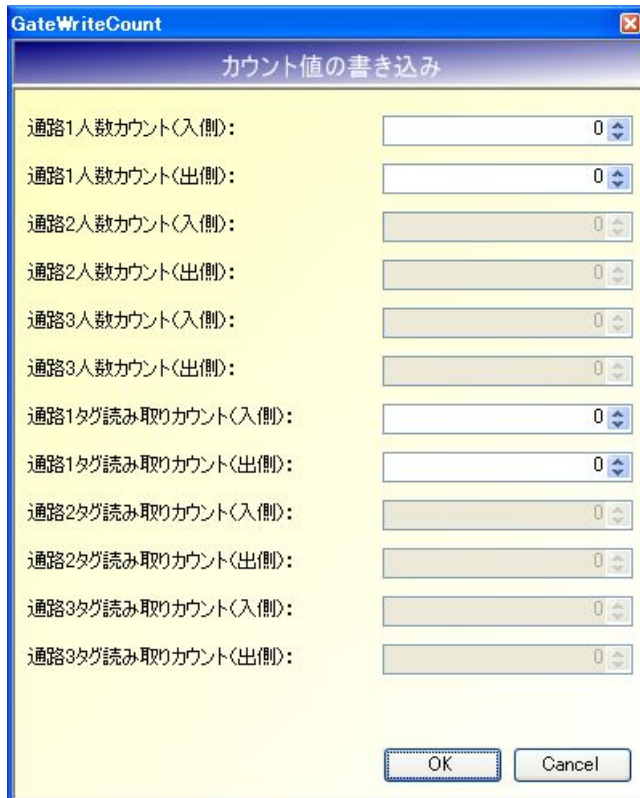 GateWriteCount
カウント値の書き込み
通路1人数カウント(入側): 0
通路1人数カウント(出側): 0
通路2人数カウント(入側): 0
通路2人数カウント(出側): 0
通路3人数カウント(入側): 0
通路3人数カウント(出側): 0
通路1タグ読み取りカウント(入側): 0
通路1タグ読み取りカウント(出側): 0
通路2タグ読み取りカウント(入側): 0
通路2タグ読み取りカウント(出側): 0
通路3タグ読み取りカウント(入側): 0
通路3タグ読み取りカウント(出側): 0
OK Cancel